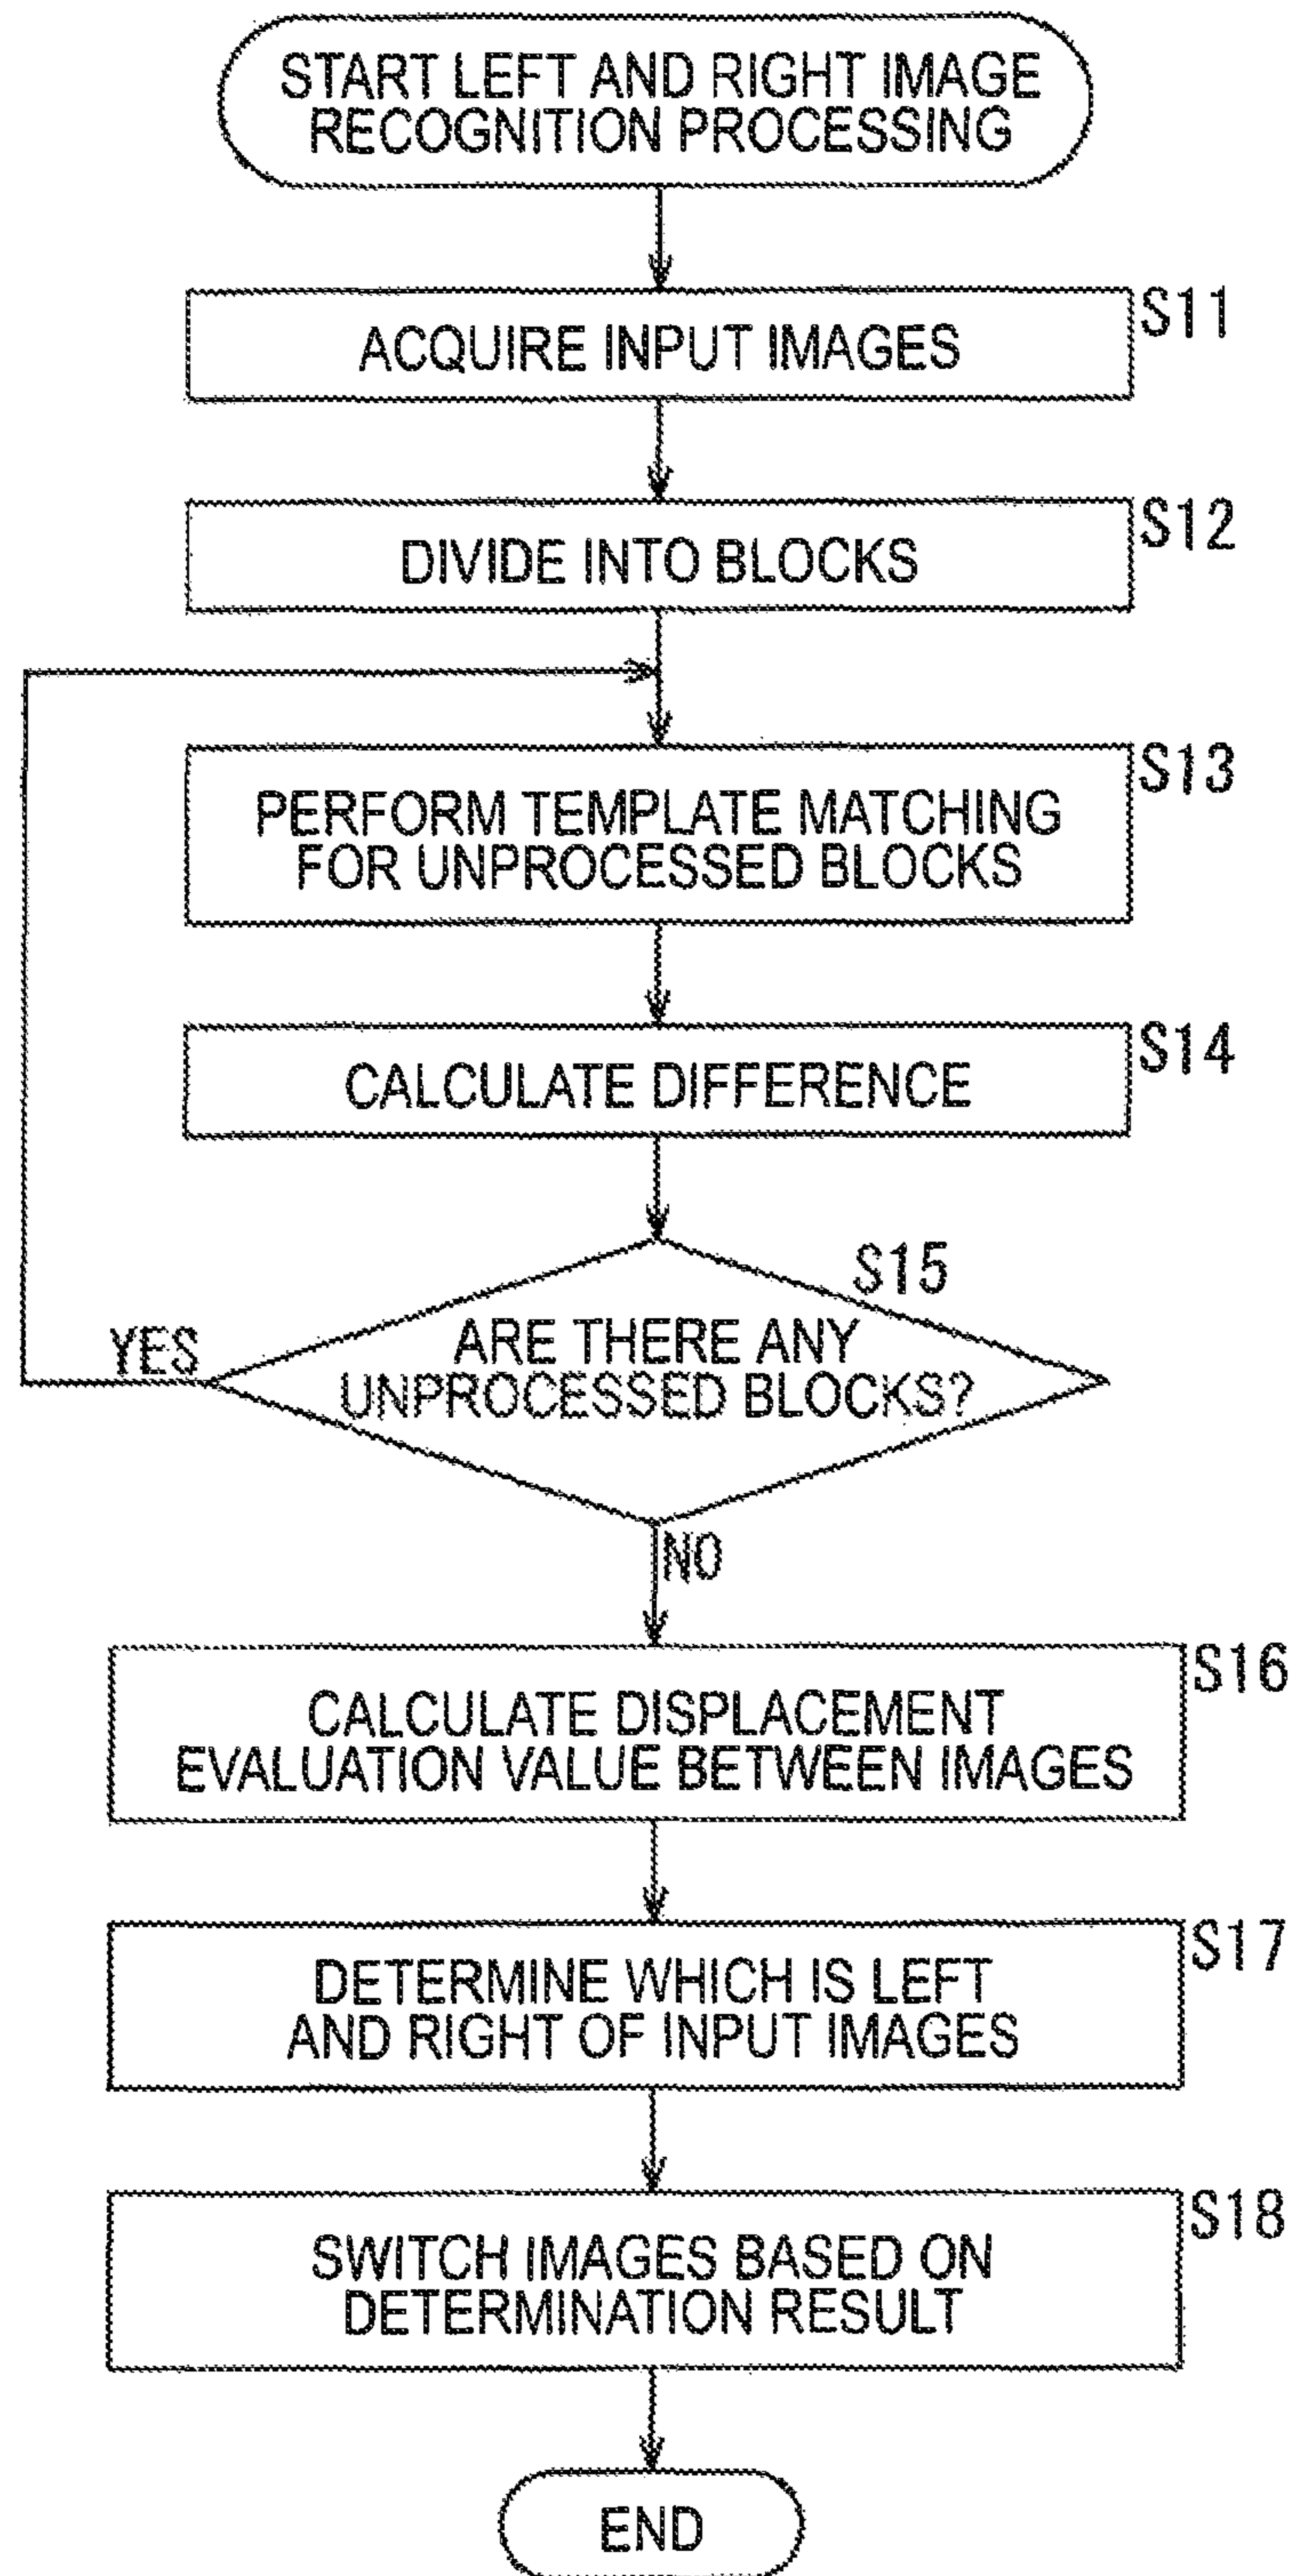 START LEFT AND RIGHT IMAGE
RECOGNITION PROCESSING
S11
ACQUIRE INPUT IMAGES
S12
DIVIDE INTO BLOCKS
S13
PERFORM TEMPLATE MATCHING
FOR UNPROCESSED BLOCKS
S14
CALCULATE DIFFERENCE
S15
ARE THERE ANY
UNPROCESSED BLOCKS?
YES
NO
S16
CALCULATE DISPLACEMENT
EVALUATION VALUE BETWEEN IMAGES
S17
DETERMINE WHICH IS LEFT
AND RIGHT OF INPUT IMAGES
S18
SWITCH IMAGES BASED ON
DETERMINATION RESULT
END